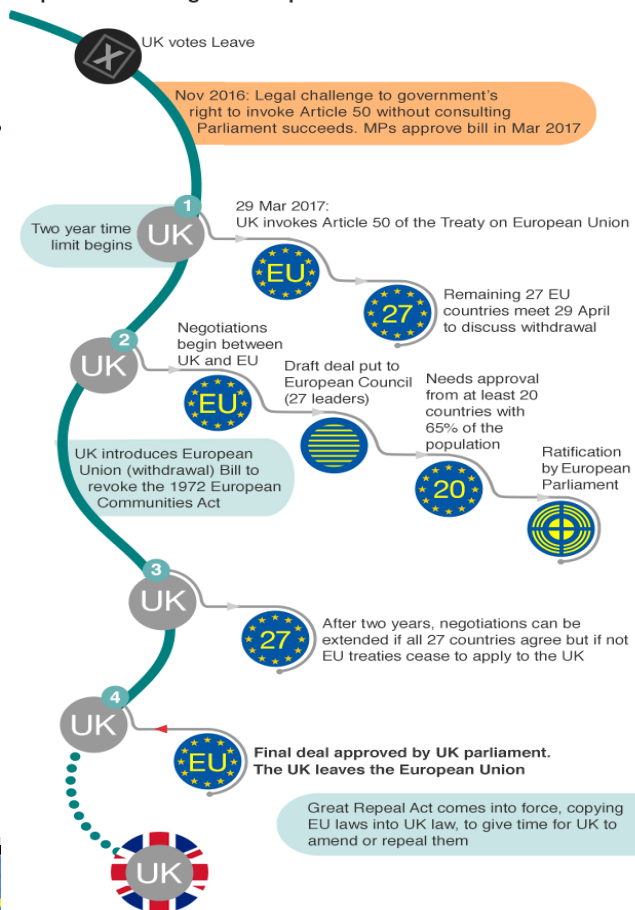 UK votes Leave
Nov 2016: Legal challenge to government's
right to invoke Article 50 without consulting
Parliament succeeds. MPs approve bill in Mar 2017
1
29 Mar 2017:
UK invokes Article 50 of the Treaty on European Union
Two year time
limit begins
UK
EU
27
Remaining 27 EU
countries meet 29 April
to discuss withdrawal
2
UK
Negotiations
begin between
UK and EU
EU
Draft deal put to
European Council
(27 leaders)
Needs approval
from at least 20
countries with
65% of the
population
20
Ratification
by European
Parliament
UK introduces European
Union (withdrawal) Bill to
revoke the 1972 European
Communities Act
3
UK
27
After two years, negotiations can be
extended if all 27 countries agree but if not
EU treaties cease to apply to the UK
4
UK
EU
Final deal approved by UK parliament.
The UK leaves the European Union
Great Repeal Act comes into force, copying
EU laws into UK law, to give time for UK to
amend or repeal them
UK